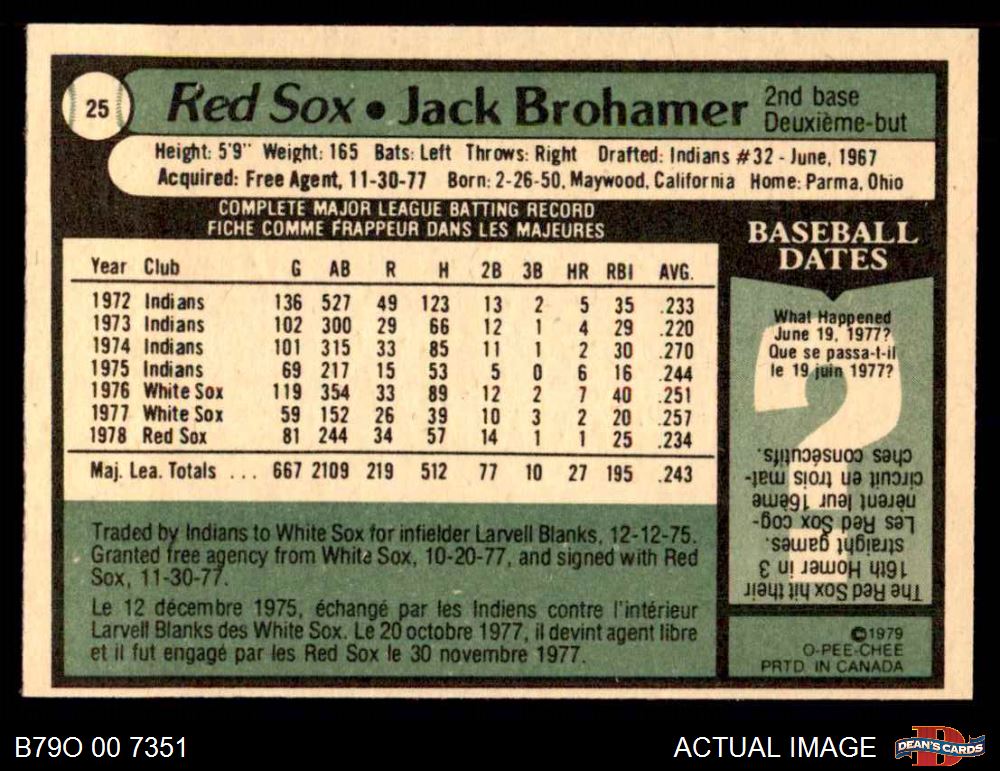 25
Red Sox • Jack Brohamer
2nd base
Deuxième-but
Height: 5'9" Weight: 165 Bats: Left Throws: Right Drafted: Indians #32 - June, 1967
Acquired: Free Agent, 11-30-77 Born: 2-26-50, Maywood, California Home: Parma, Ohio
COMPLETE MAJOR LEAGUE BATTING RECORD
FICHE COMME FRAPPEUR DANS LES MAJEURES
Year Club G AB R H 2B 3B HR RBI AVG.
1972 Indians 136 527 49 123 13 2 5 35 .233
1973 Indians 102 300 29 66 12 1 4 29 .220
1974 Indians 101 315 33 85 11 1 2 30 .270
1975 Indians 69 217 15 53 5 0 6 16 .244
1976 White Sox 119 354 33 89 12 2 7 40 .251
1977 White Sox 59 152 26 39 10 3 2 20 .257
1978 Red Sox 81 244 34 57 14 1 1 25 .234
Maj. Lea. Totals ... 667 2109 219 512 77 10 27 195 .243
Traded by Indians to White Sox for infielder Larvell Blanks, 12-12-75.
Granted free agency from White Sox, 10-20-77, and signed with Red
Sox, 11-30-77.
Le 12 décembre 1975, échangé par les Indiens contre l'intérieur
Larvell Blanks des White Sox. Le 20 octobre 1977, il devint agent libre
et il fut engagé par les Red Sox le 30 novembre 1977.
BASEBALL
DATES
What Happened
June 19, 1977?
Que se passa-t-il
le 19 juin 1977?
The Red Sox hit their
16th Homer in 3
straight games.
Les Red Sox cog-
nèrent leur 16ème
circuit en trois mat-
ches consécutifs.
©1979
O-PEE-CHEE
PRTD. IN CANADA
B79O 00 7351
ACTUAL IMAGE
D
DEAN'S CARDS